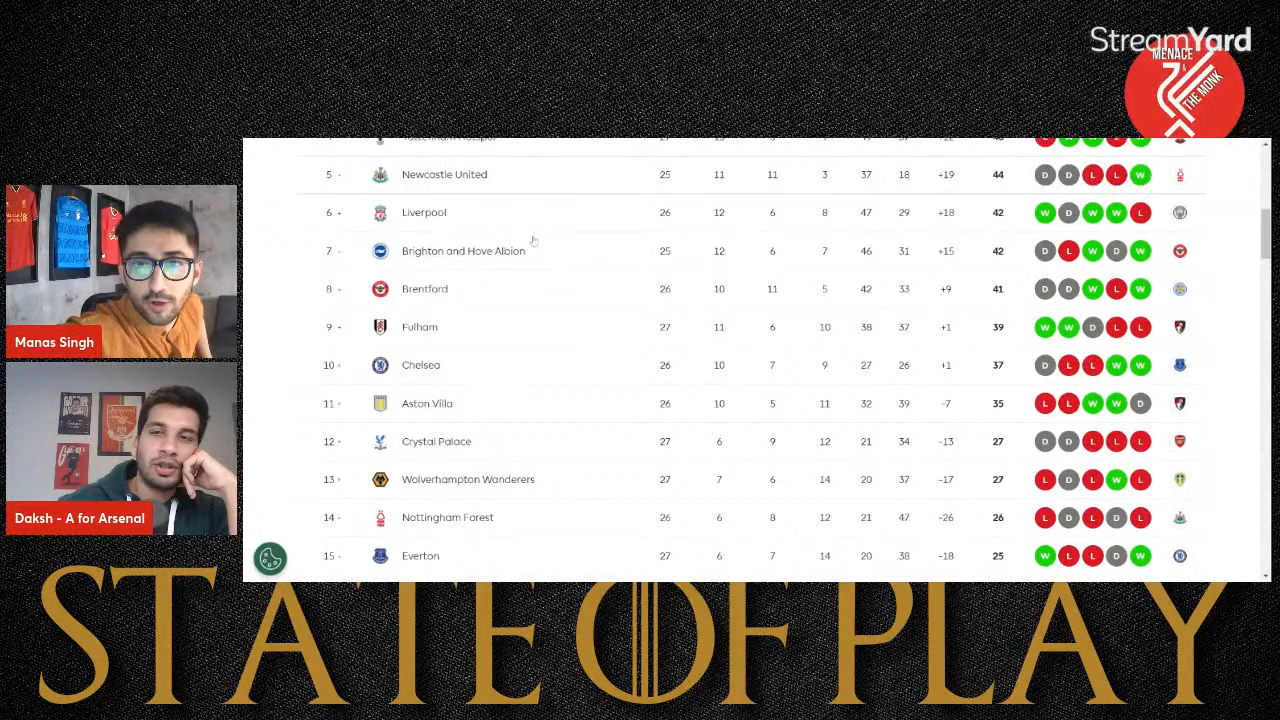 StreamYard
MENACE
&
THE MONK
5 Newcastle United 25 11 11 3 37 18 +19 44 D D L L W
6 Liverpool 26 12 6 8 47 29 +18 42 W D W W L
7 Brighton and Hove Albion 25 12 6 7 46 31 +15 42 D L W D W
8 Brentford 26 10 11 5 42 33 +9 41 D D W L W
9 Fulham 27 11 6 10 38 37 +1 39 W W D L L
10 Chelsea 26 10 7 9 27 26 +1 37 D L L W W
11 Aston Villa 26 10 5 11 32 39 -7 35 L L W W D
12 Crystal Palace 27 6 9 12 21 34 -13 27 D D L L L
13 Wolverhampton Wanderers 27 7 6 14 20 37 -17 27 L D L W L
14 Nottingham Forest 26 6 8 12 21 47 -26 26 L D L D L
15 Everton 27 6 7 14 20 38 -18 25 W L L D W
Manas Singh
Daksh - A for Arsenal
STATE OF PLAY